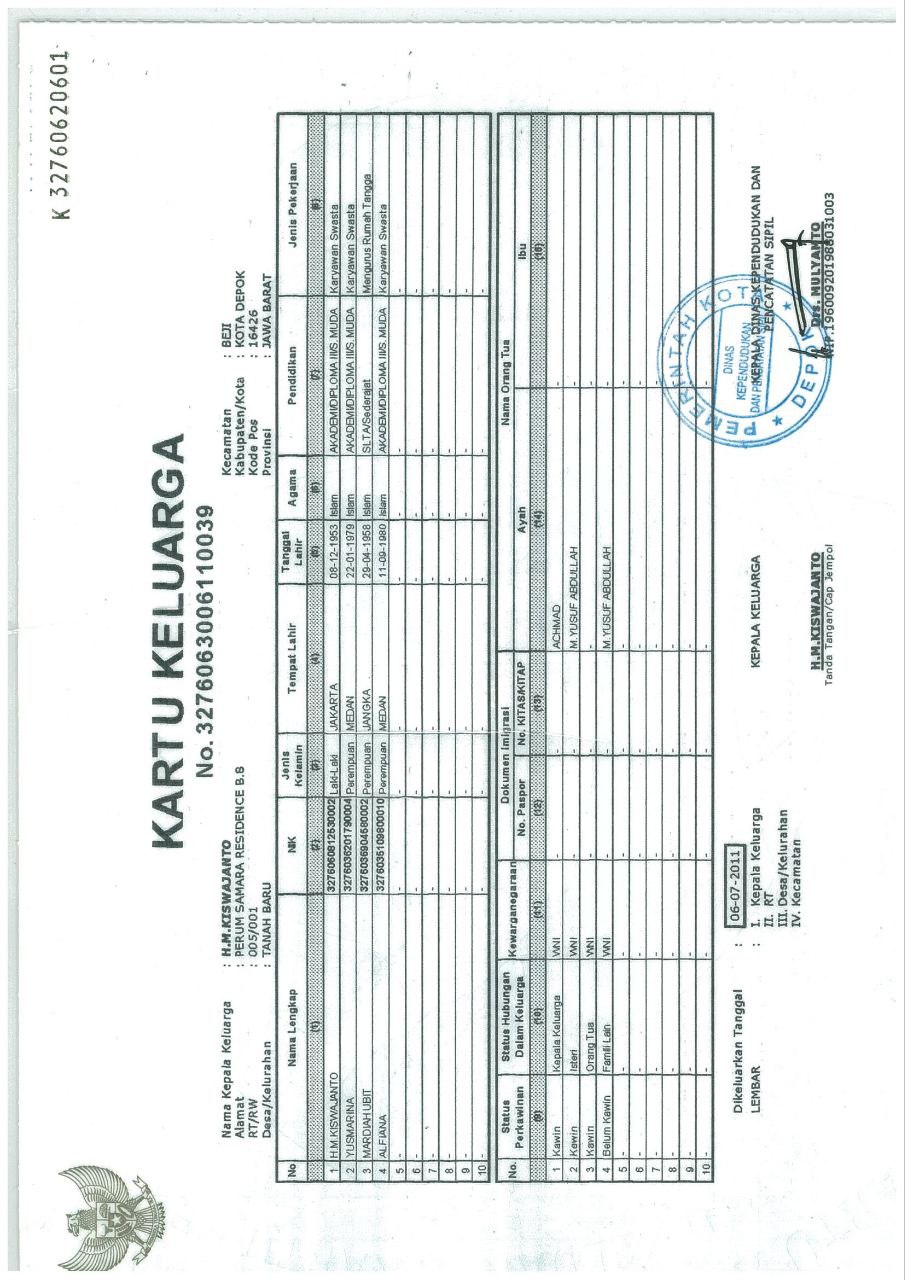 K 32760620601
KARTU KELUARGA
No. 3276063006110039
Nama Kepala Keluarga : H.M.KISWAJANTO
Alamat : PERUM SAMARA RESIDENCE B.8
RT/RW : 005/001
Desa/Kelurahan : TANAH BARU
Kecamatan : BEJI
Kabupaten/Kota : KOTA DEPOK
Kode Pos : 16426
Provinsi : JAWA BARAT
No Nama Lengkap NIK Jenis Kelamin Tempat Lahir Tanggal Lahir Agama Pendidikan Jenis Pekerjaan
(1) (2) (3) (4) (5) (6) (7) (8)
1 H.M.KISWAJANTO 3276060812530002 Laki-Laki JAKARTA 08-12-1953 Islam AKADEMI/DIPLOMA III/S. MUDA Karyawan Swasta
2 YUSMARINA 3276036201790004 Perempuan MEDAN 22-01-1979 Islam AKADEMI/DIPLOMA III/S. MUDA Karyawan Swasta
3 MARDIAH UBIT 3276036904580002 Perempuan JANGKA 29-04-1958 Islam SLTA/Sederajat Mengurus Rumah Tangga
4 ALFIANA 3276035109800010 Perempuan MEDAN 11-09-1980 Islam AKADEMI/DIPLOMA III/S. MUDA Karyawan Swasta
5 - - - - - - - -
6 - - - - - - - -
7 - - - - - - - -
8 - - - - - - - -
9 - - - - - - - -
10 - - - - - - - -
No. Status Perkawinan Status Hubungan Dalam Keluarga Kewarganegaraan Dokumen Imigrasi Nama Orang Tua
No. Paspor No. KITAS/KITAP Ayah Ibu
(9) (10) (11) (12) (13) (14) (15)
1 Kawin Kepala Keluarga WNI - - ACHMAD -
2 Kawin Isteri WNI - - M.YUSUF ABDULLAH -
3 Kawin Orang Tua WNI - - - -
4 Belum Kawin Famili Lain WNI - - M.YUSUF ABDULLAH -
5 - - - - - - -
6 - - - - - - -
7 - - - - - - -
8 - - - - - - -
9 - - - - - - -
10 - - - - - - -
Dikeluarkan Tanggal : 06-07-2011
LEMBAR : I. Kepala Keluarga
II. RT
III. Desa/Kelurahan
IV. Kecamatan
KEPALA KELUARGA
H.M.KISWAJANTO
Tanda Tangan/Cap Jempol
KEPALA DINAS KEPENDUDUKAN DAN
PENCATATAN SIPIL
Drs. MULYANTO
NIP.196009201988031003
PEMERINTAH KOTA
DINAS
KEPENDUDUKAN
DAN
DEPOK